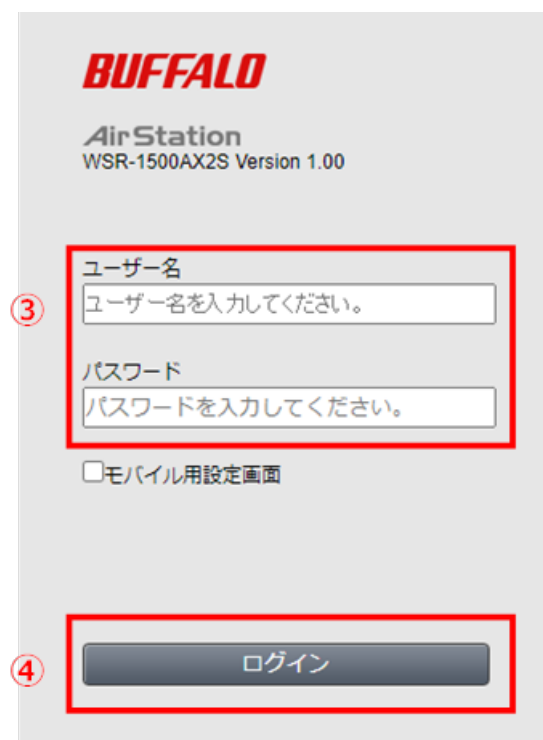 BUFFALO
AirStation
WSR-1500AX2S Version 1.00
ユーザー名
③
ユーザー名を入力してください。
パスワード
パスワードを入力してください。
モバイル用設定画面
④
ログイン